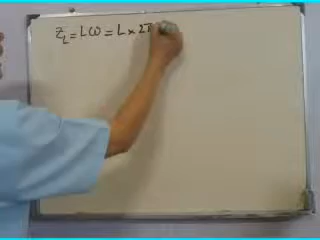 Z_L = Lω = L × 2π